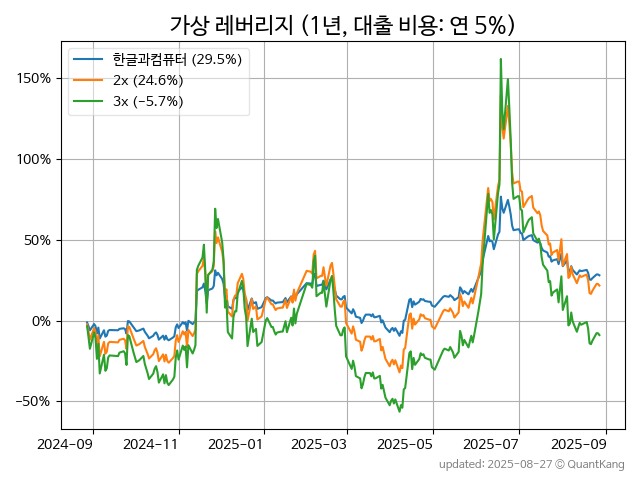 가상 레버리지 (1년, 대출 비용: 연 5%)
한글과컴퓨터 (29.5%)
2x (24.6%)
3x (−5.7%)
150%
100%
50%
0%
−50%
2024-09 2024-11 2025-01 2025-03 2025-05 2025-07 2025-09
updated: 2025-08-27 © QuantKang